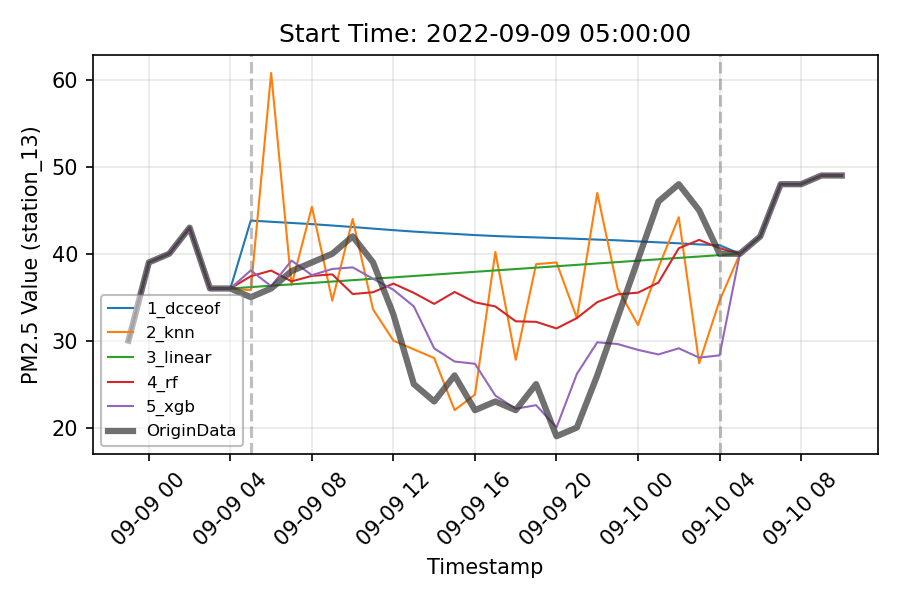 Start Time: 2022-09-09 05:00:00
PM2.5 Value (station_13)
60
50
40
30
20
1_dcceof
2_knn
3_linear
4_rf
5_xgb
OriginData
09-09 00
09-09 04
09-09 08
09-09 12
09-09 16
09-09 20
09-10 00
09-10 04
09-10 08
Timestamp